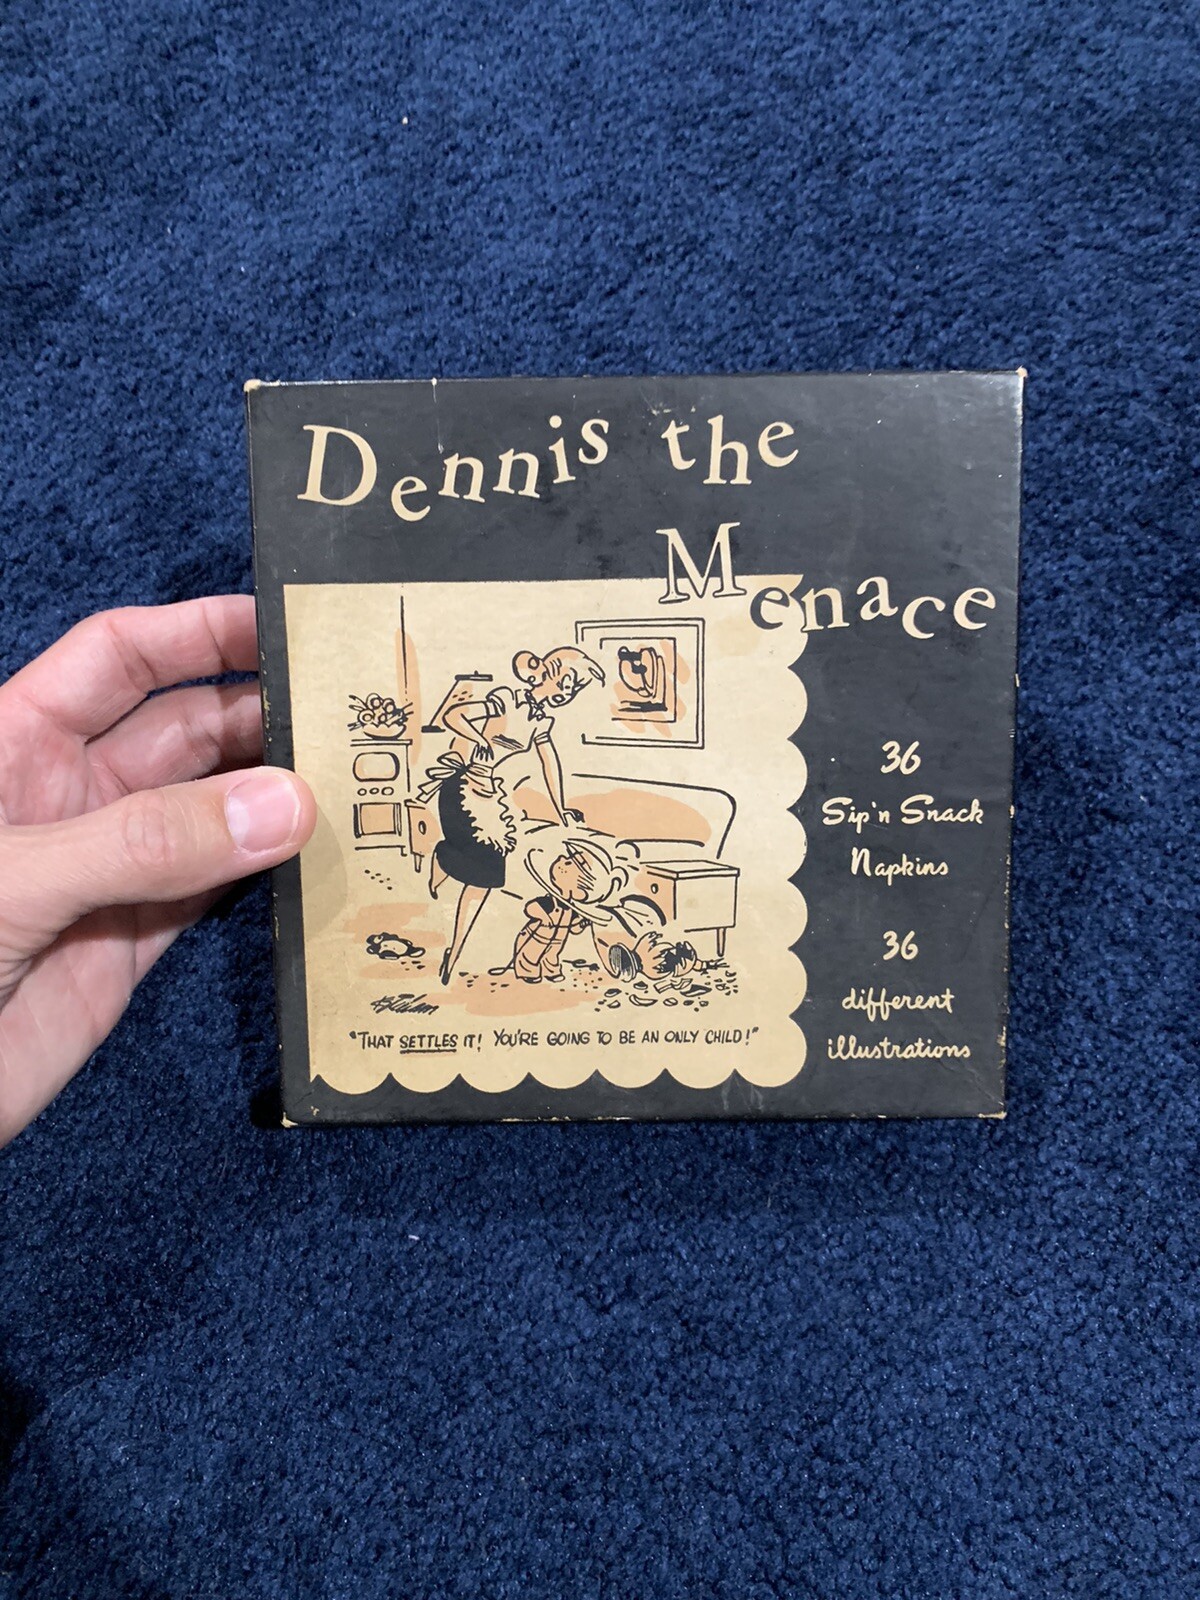 Dennis the
Menace
36
Sip'n Snack
Napkins
36
different
illustrations
"THAT SETTLES IT! YOU'RE GOING TO BE AN ONLY CHILD!"